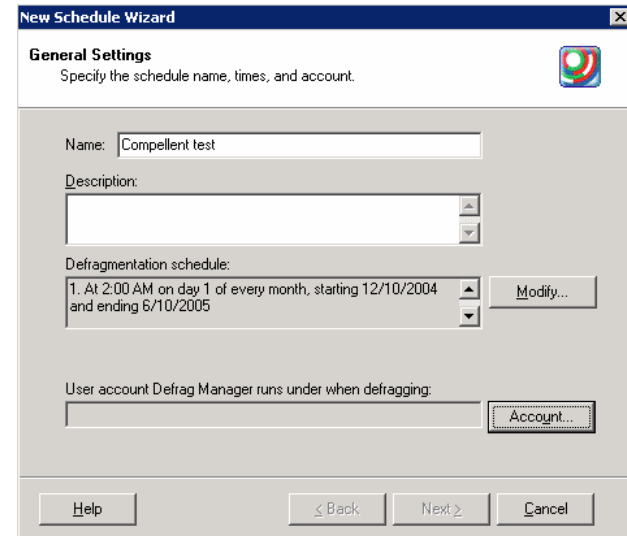 New Schedule Wizard
General Settings
Specify the schedule name, times, and account.
Name: Compellent test
Description:
Defragmentation schedule:
1. At 2:00 AM on day 1 of every month, starting 12/10/2004
and ending 6/10/2005
Modify...
User account Defrag Manager runs under when defragging:
Account...
Help
< Back
Next >
Cancel